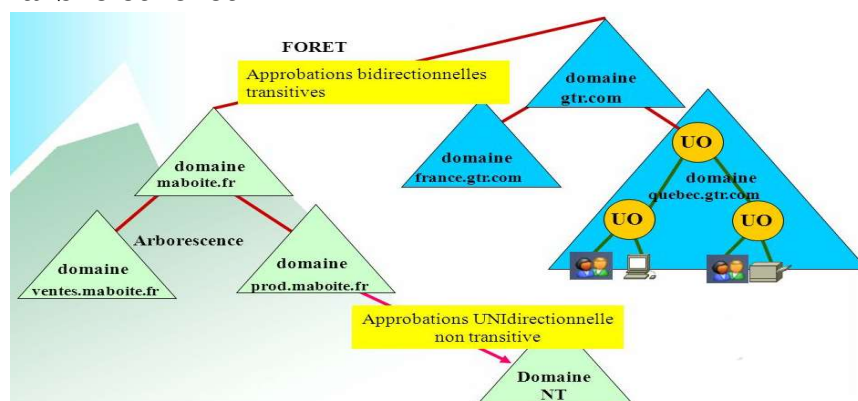 FORET
Approbations bidirectionnelles
transitives
domaine
gtr.com
domaine
maboite.fr
domaine
france.gtr.com
UO
domaine
quebec.gtr.com
UO
UO
Arborescence
domaine
ventes.maboite.fr
domaine
prod.maboite.fr
Approbations UNIdirectionnelle
non transitive
Domaine
NT